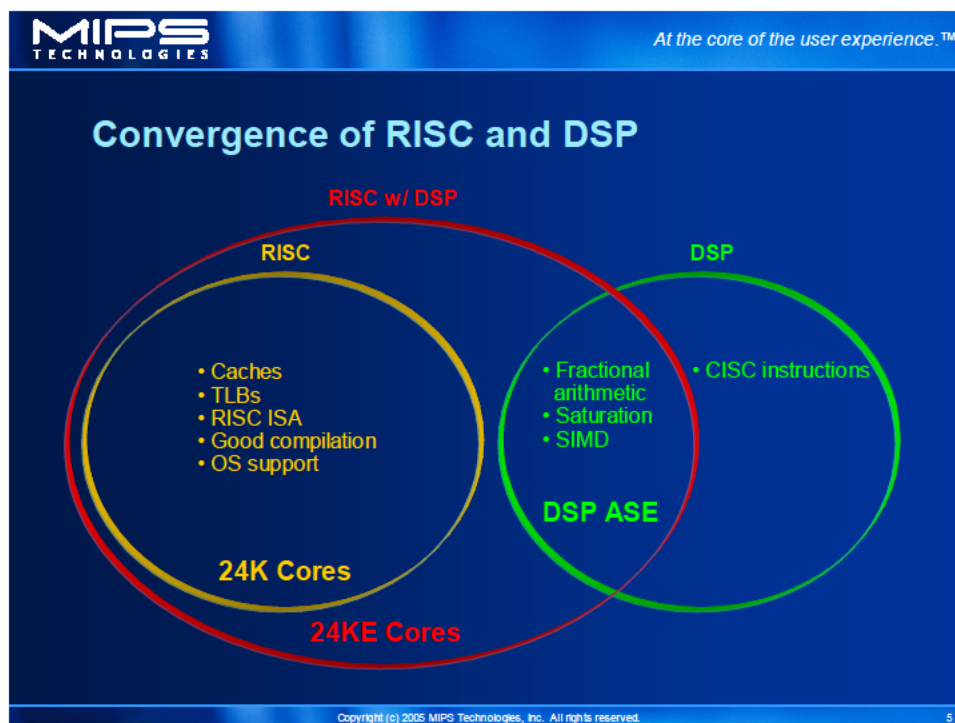 MIPS
TECHNOLOGIES
At the core of the user experience.™
Convergence of RISC and DSP
RISC w/ DSP
RISC
DSP
• Caches
• TLBs
• RISC ISA
• Good compilation
• OS support
• Fractional
arithmetic
• Saturation
• SIMD
• CISC instructions
DSP ASE
24K Cores
24KE Cores
Copyright (c) 2005 MIPS Technologies, Inc. All rights reserved.
5